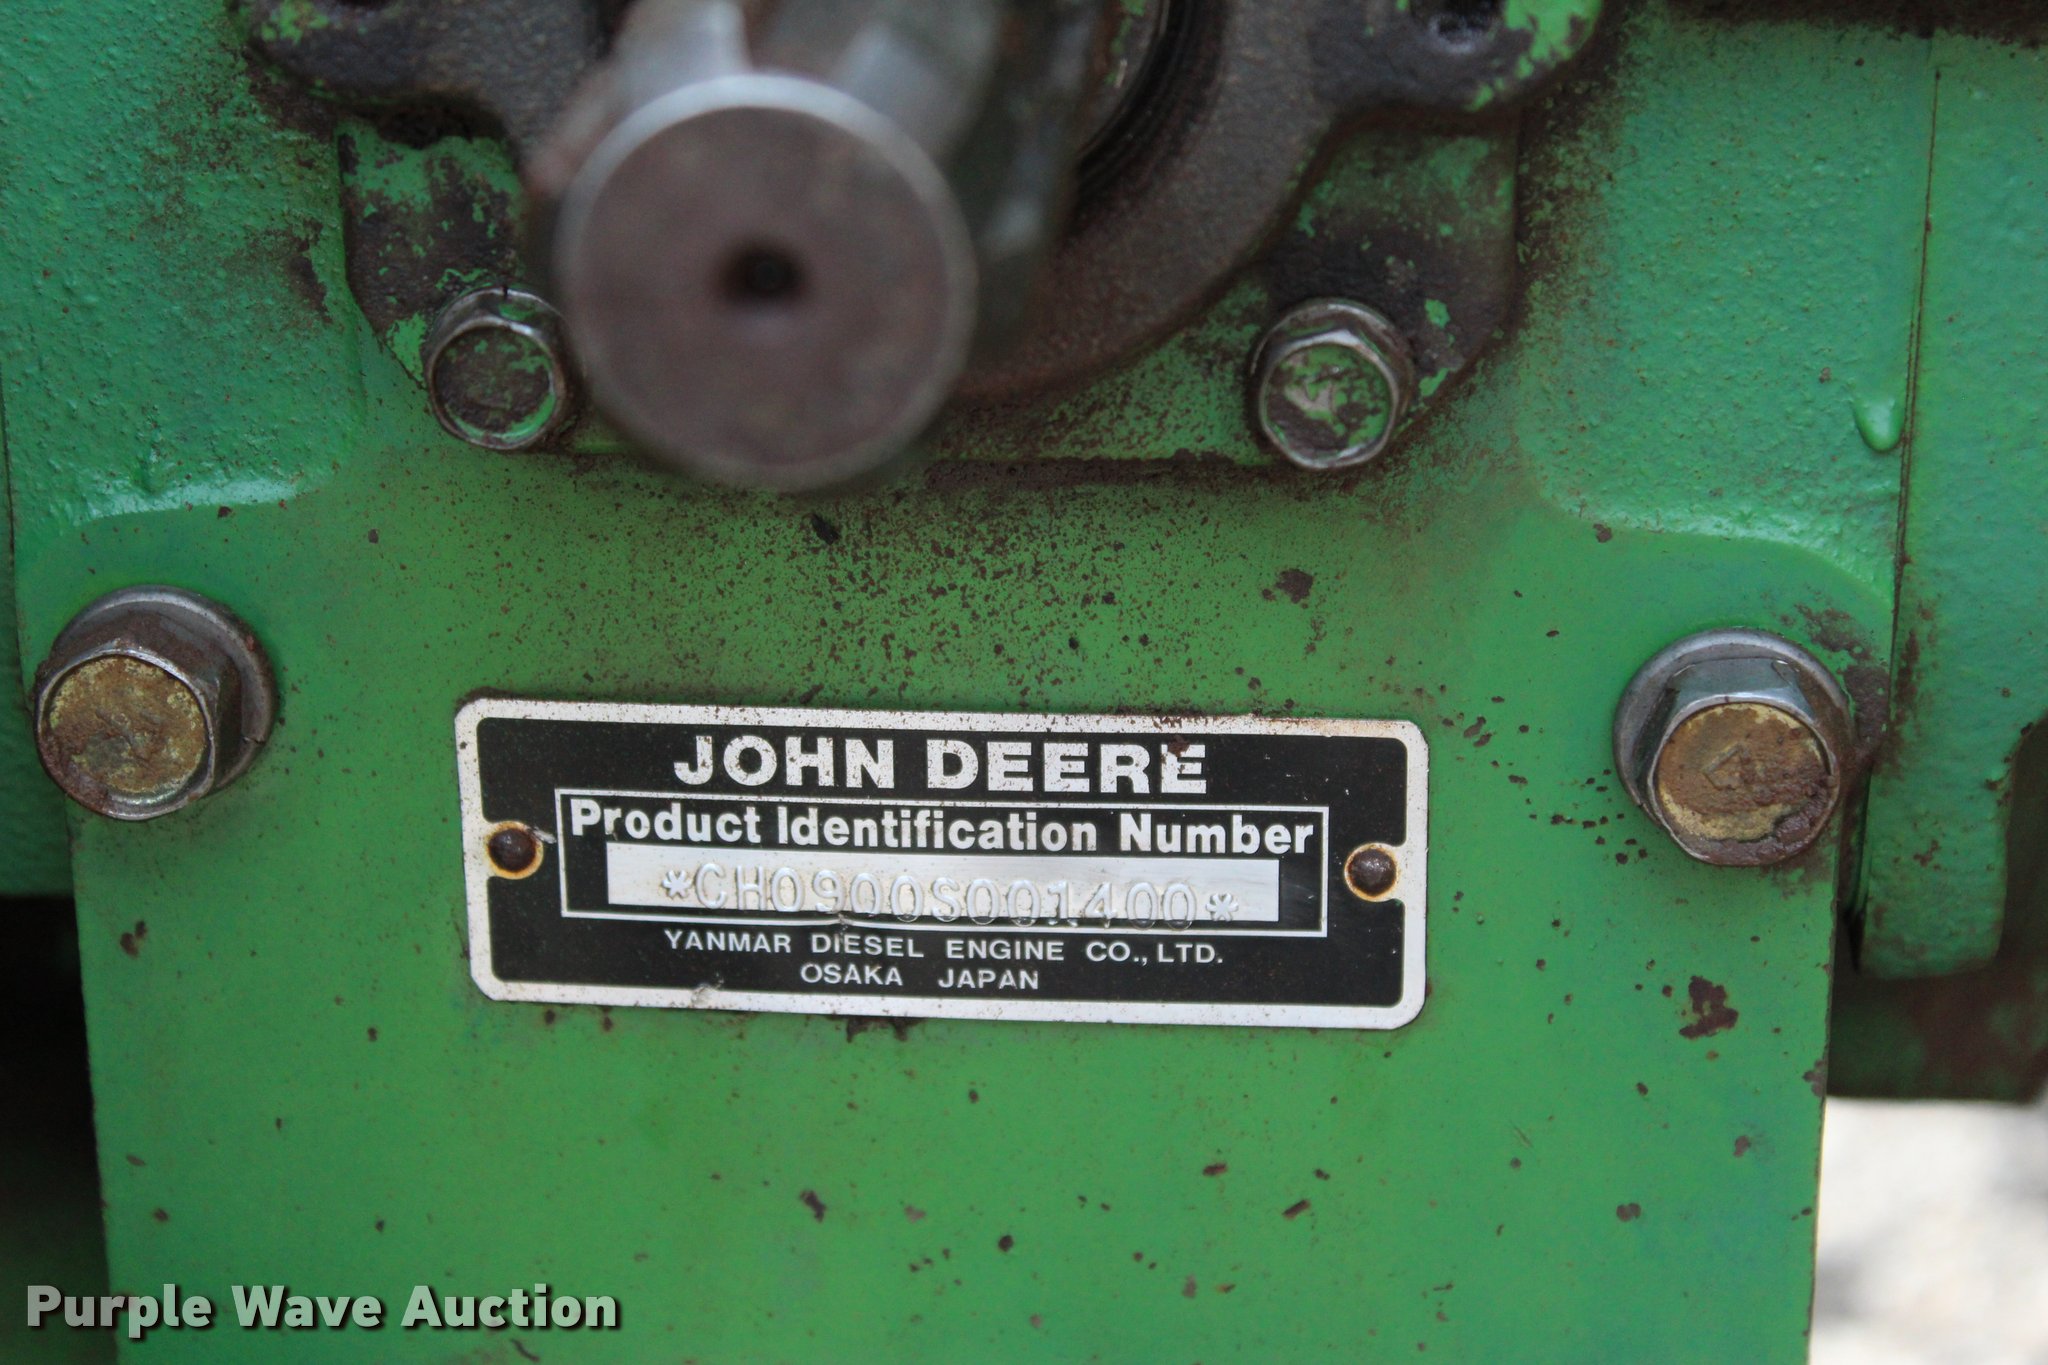 JOHN DEERE
Product Identification Number
*CH0900S001400*
YANMAR DIESEL ENGINE CO., LTD.
OSAKA JAPAN
Purple Wave Auction